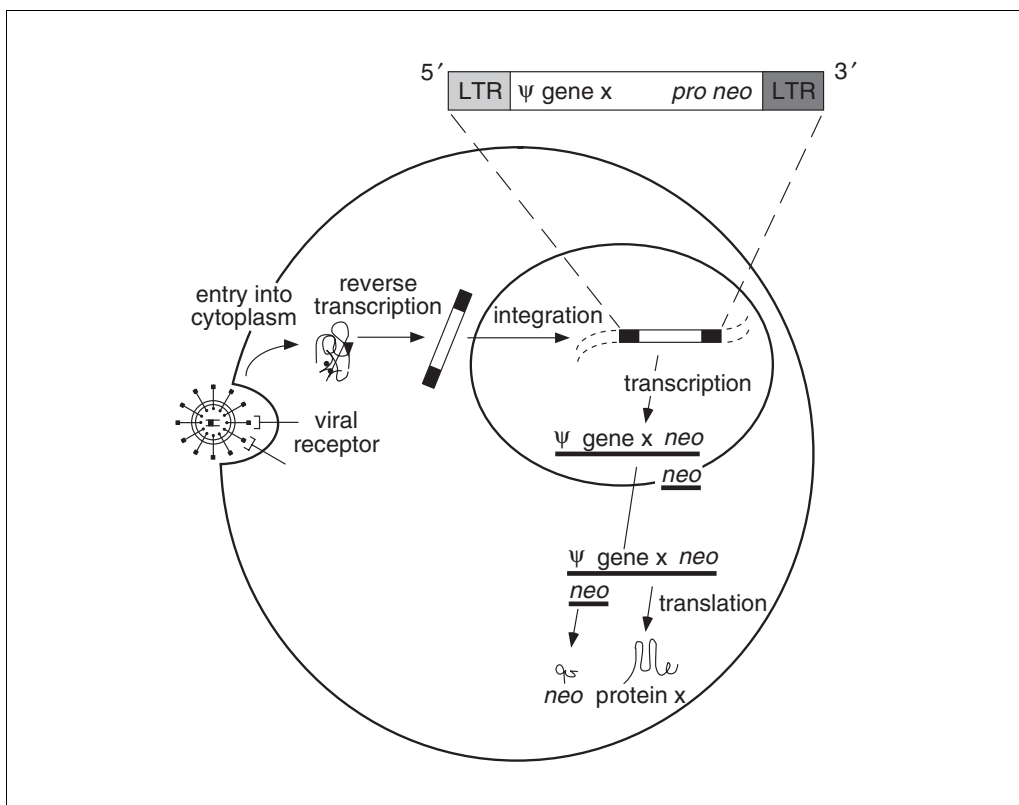 5′ LTR ψ gene x pro neo LTR 3′
entry into
cytoplasm
reverse
transcription
integration
transcription
viral
receptor
ψ gene x neo
neo
ψ gene x neo
neo
translation
neo protein x